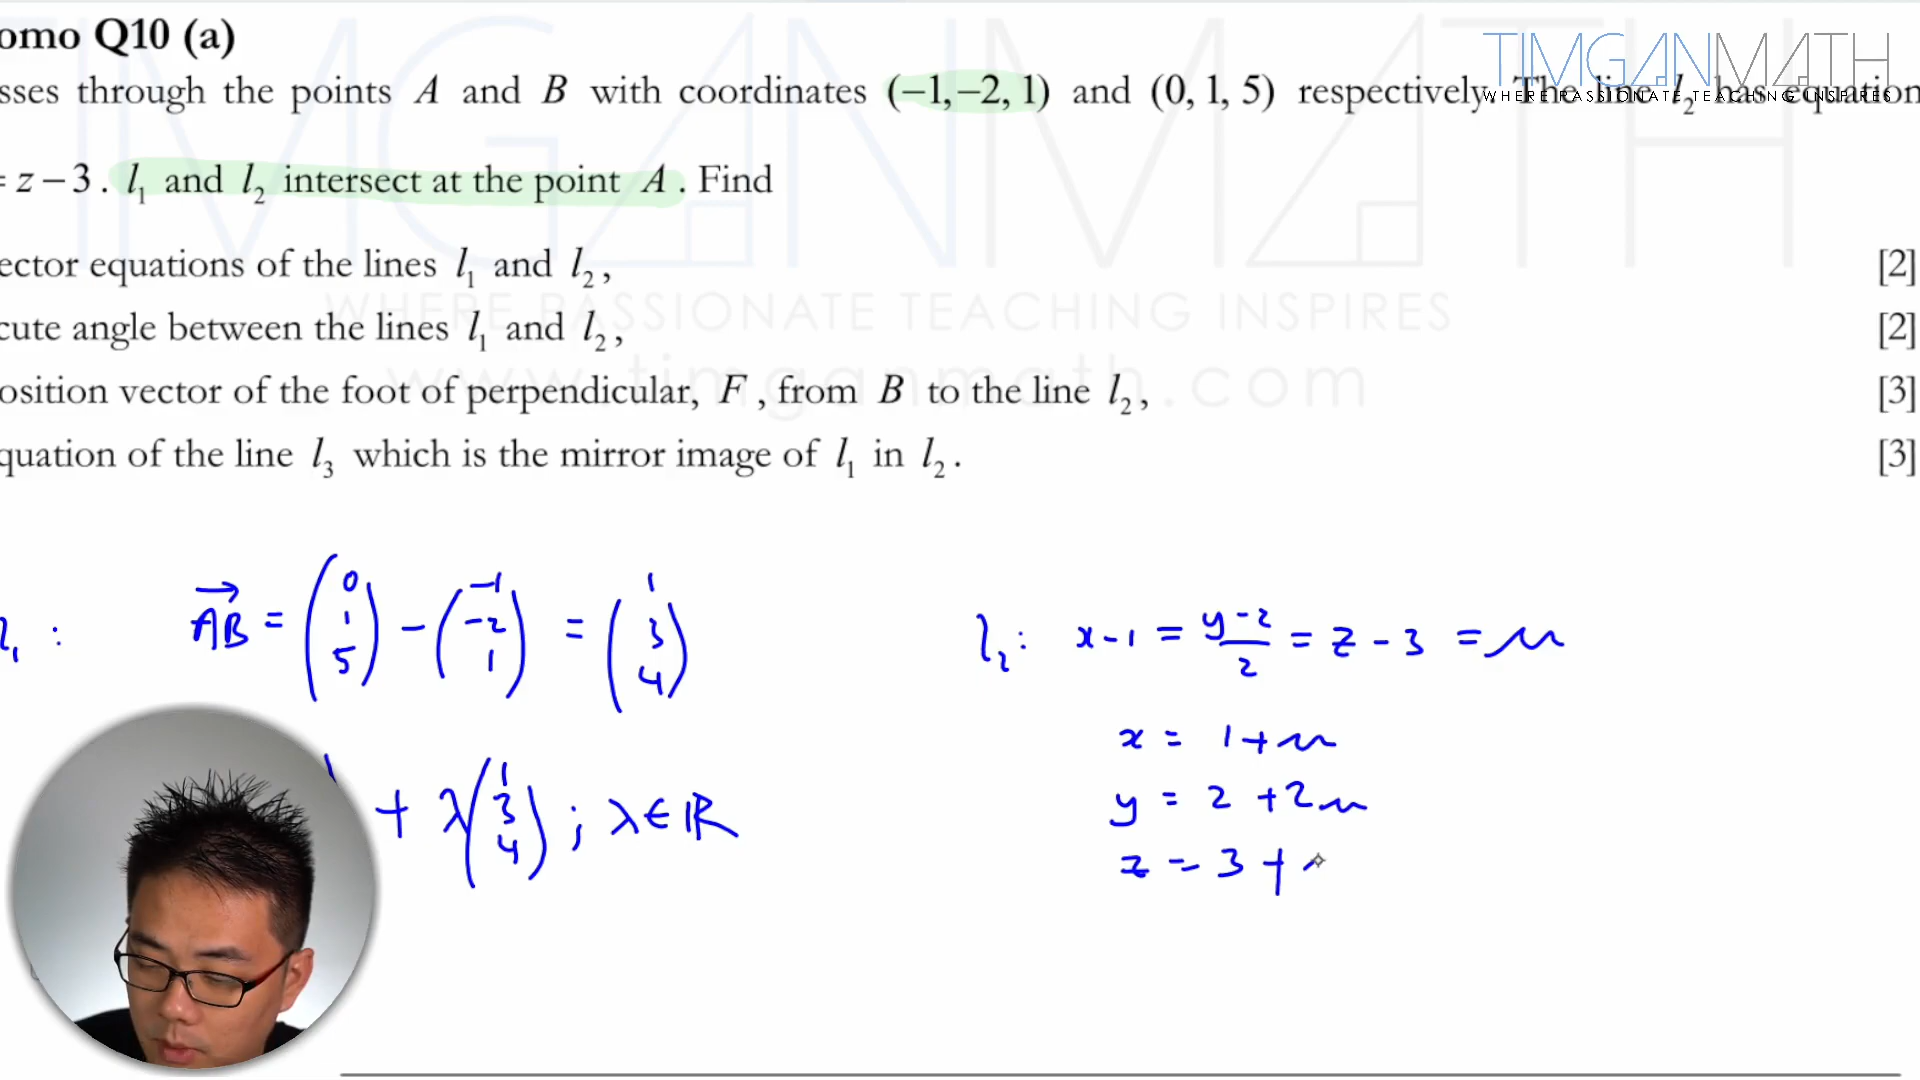 omo Q10 (a)
TIMGANMATH
WHERE PASSIONATE TEACHING INSPIRES
sses through the points A and B with coordinates (−1,−2, 1) and (0, 1, 5) respectively. The line l₂ has equation
= z − 3. l₁ and l₂ intersect at the point A. Find
ector equations of the lines l₁ and l₂, [2]
WHERE PASSIONATE TEACHING INSPIRES
cute angle between the lines l₁ and l₂, [2]
www.timganmath.com
osition vector of the foot of perpendicular, F, from B to the line l₂, [3]
quation of the line l₃ which is the mirror image of l₁ in l₂. [3]
l₁ : AB→ = (0 1 5) − (−1 −2 1) = (1 3 4)
+ λ(1 3 4) ; λ∈ℝ
l₂ : x−1 = y−2/2 = z − 3 = μ
x = 1+μ
y = 2 +2μ
z = 3 +